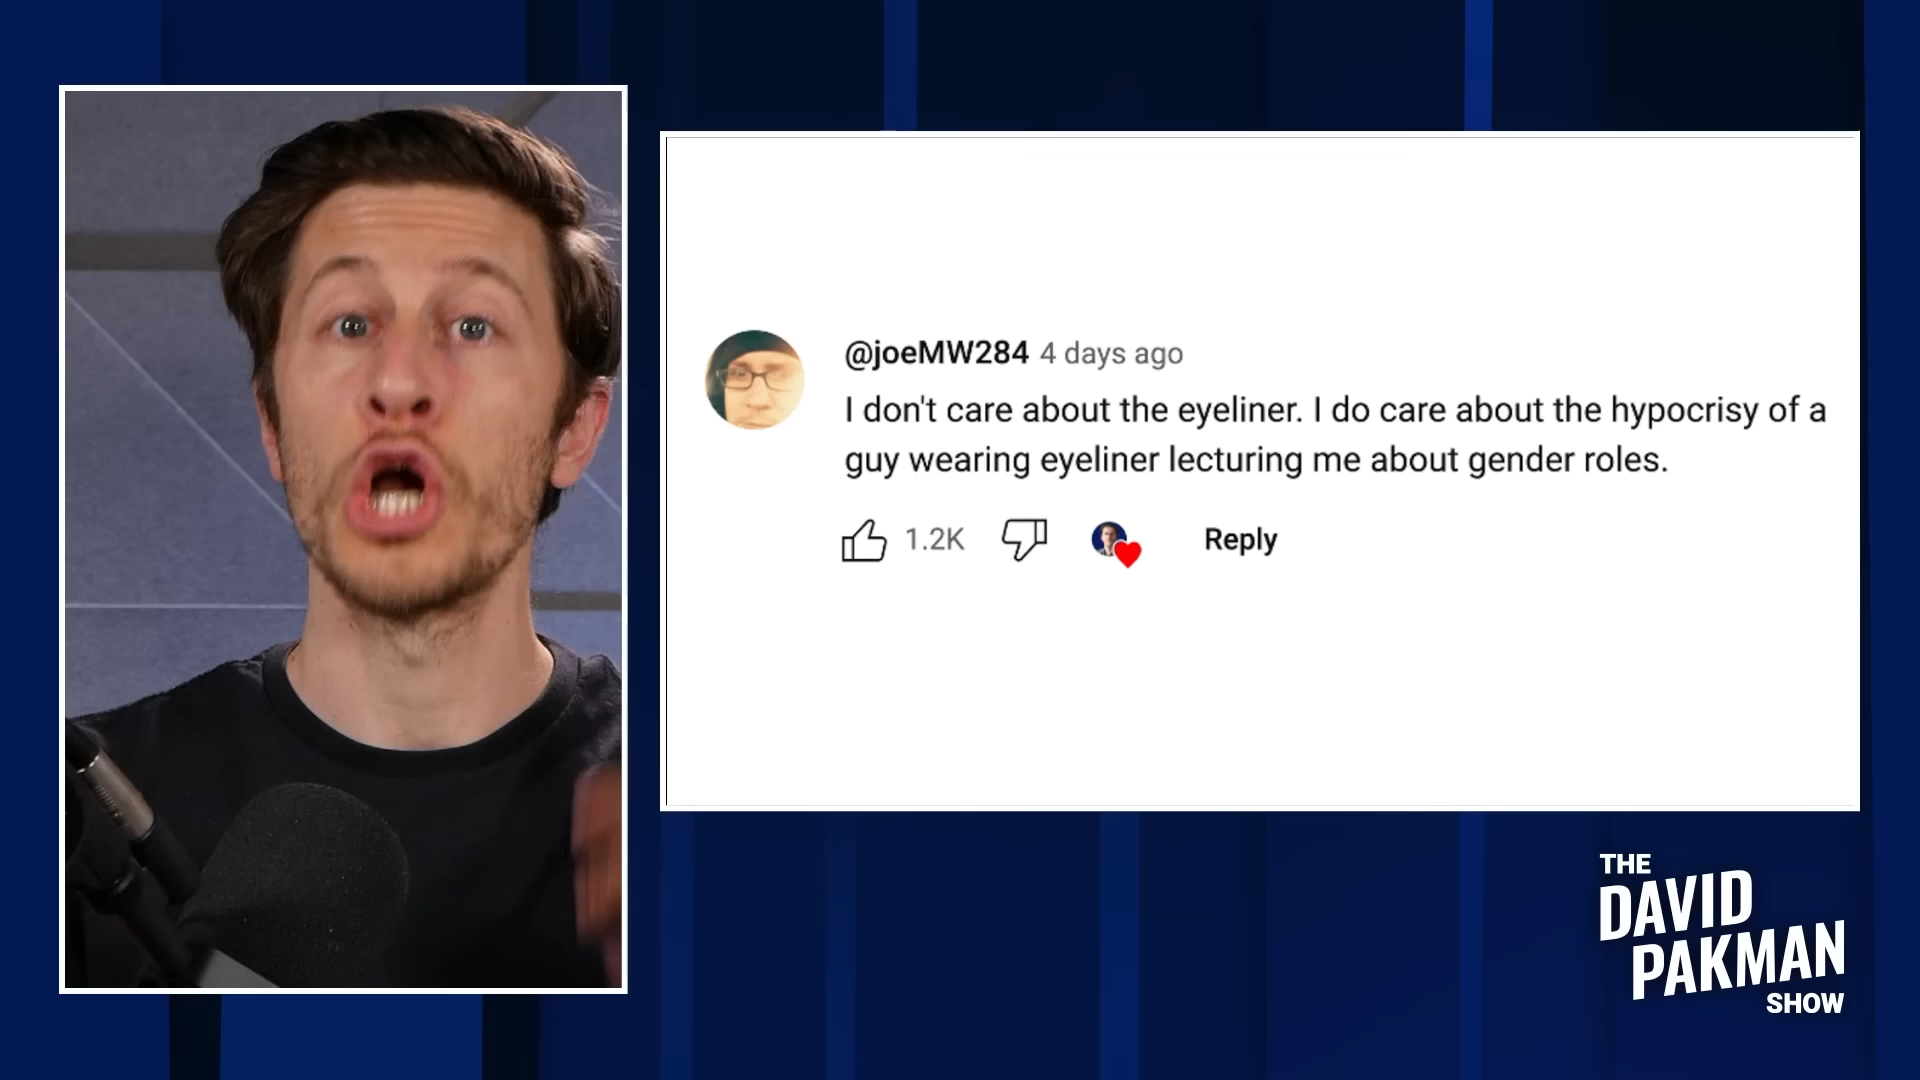 @joeMW284 4 days ago
I don't care about the eyeliner. I do care about the hypocrisy of a
guy wearing eyeliner lecturing me about gender roles.
1.2K Reply
THE
DAVID
PAKMAN
SHOW